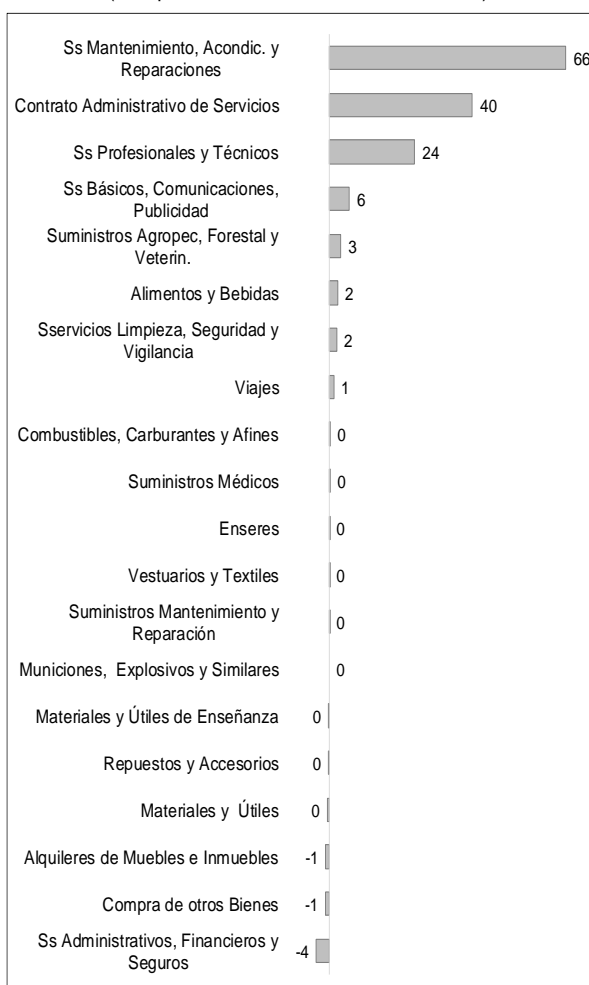 Ss Mantenimiento, Acondic. y
Reparaciones
66
Contrato Administrativo de Servicios
40
Ss Profesionales y Técnicos
24
Ss Básicos, Comunicaciones,
Publicidad
6
Suministros Agropec, Forestal y
Veterin.
3
Alimentos y Bebidas
2
Sservicios Limpieza, Seguridad y
Vigilancia
2
Viajes
1
Combustibles, Carburantes y Afines
0
Suministros Médicos
0
Enseres
0
Vestuarios y Textiles
0
Suministros Mantenimiento y
Reparación
0
Municiones, Explosivos y Similares
0
Materiales y Útiles de Enseñanza
0
Repuestos y Accesorios
0
Materiales y Útiles
0
Alquileres de Muebles e Inmuebles
-1
Compra de otros Bienes
-1
Ss Administrativos, Financieros y
Seguros
-4